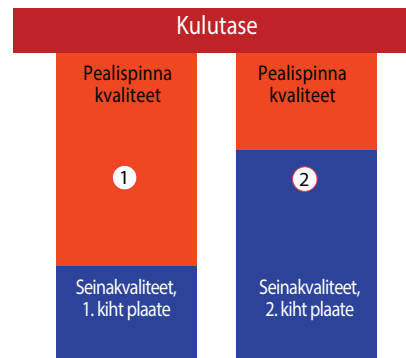 Kulutase
Pealispinna
kvaliteet
1
Seinakvaliteet,
1. kiht plaate
Pealispinna
kvaliteet
2
Seinakvaliteet,
2. kiht plaate